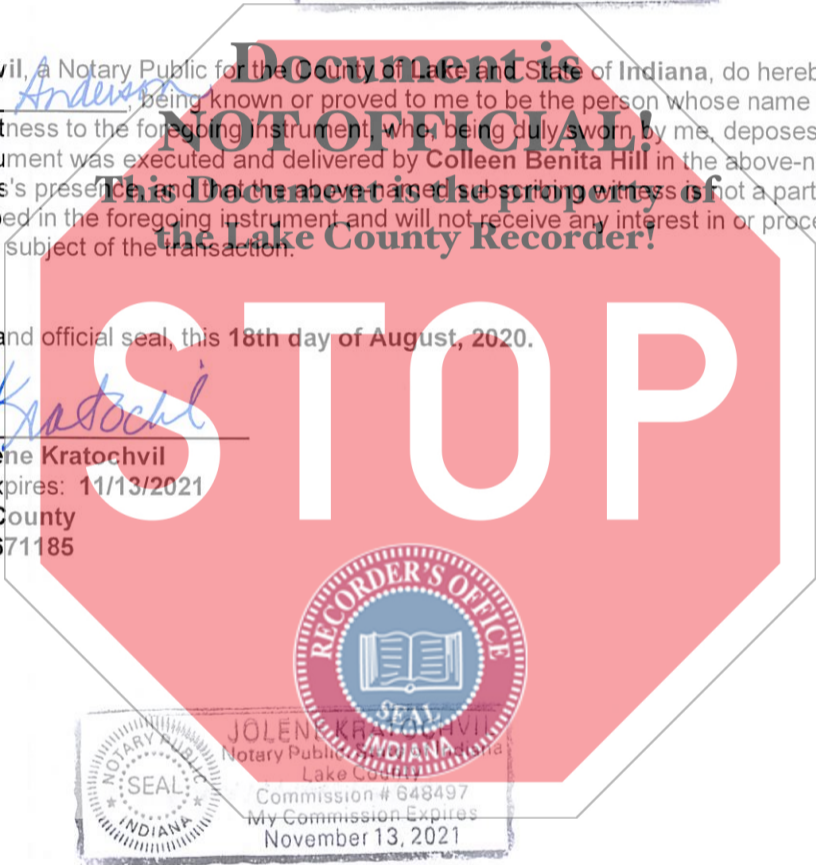 Document is
vil, a Notary Public for the County of Lake and State of Indiana, do hereb
Anderson, being known or proved to me to be the person whose name
NOT OFFICIAL!
tness to the foregoing instrument, who, being duly sworn by me, deposes
ument was executed and delivered by Colleen Benita Hill in the above-n
This Document is the property of
s's presence, and that the above-named subscribing witness is not a part
ed in the foregoing instrument and will not receive any interest in or proce
the Lake County Recorder!
subject of the transaction.
and official seal, this 18th day of August, 2020.
STOP
Kratochvil
ne Kratochvil
xpires: 11/13/2021
County
671185
RECORDER'S OFFICE
SEAL
INDIANA
NOTARY PUBLIC
SEAL
INDIANA
JOLENE KRATOCHVIL
Notary Public, State of Indiana
Lake County
Commission # 648497
My Commission Expires
November 13, 2021